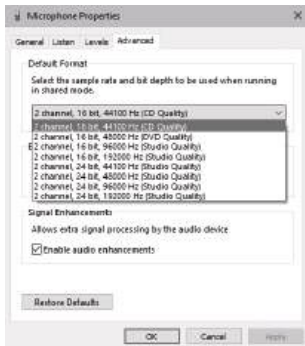 Microphone Properties
General Listen Levels Advanced
Default Format
Select the sample rate and bit depth to be used when running
in shared mode.
2 channel, 16 bit, 44100 Hz (CD Quality)
2 channel, 16 bit, 44100 Hz (CD Quality)
2 channel, 16 bit, 48000 Hz (DVD Quality)
2 channel, 16 bit, 96000 Hz (Studio Quality)
E 2 channel, 16 bit, 192000 Hz (Studio Quality)
2 channel, 24 bit, 44100 Hz (Studio Quality)
2 channel, 24 bit, 48000 Hz (Studio Quality)
2 channel, 24 bit, 96000 Hz (Studio Quality)
2 channel, 24 bit, 192000 Hz (Studio Quality)
Signal Enhancements
Allows extra signal processing by the audio device
Enable audio enhancements
Restore Defaults
OK Cancel Apply